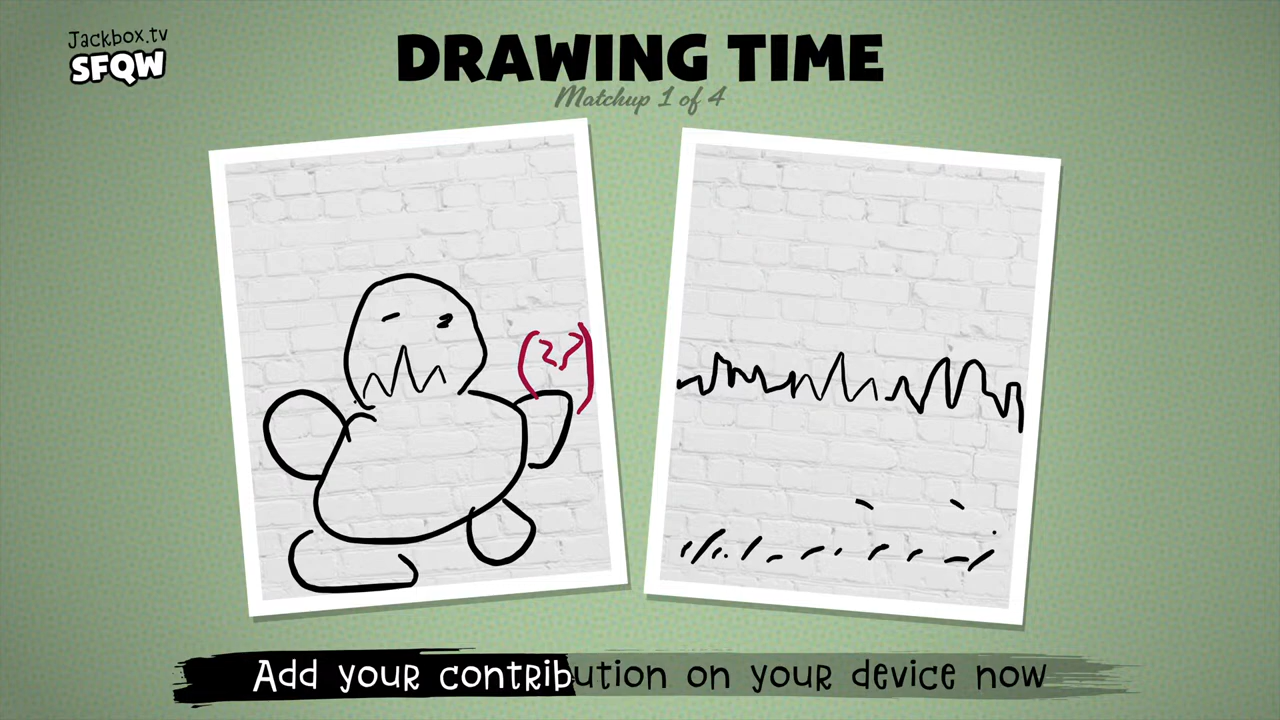 Jackbox.tv
SFQW
DRAWING TIME
Matchup 1 of 4
Add your contribution on your device now